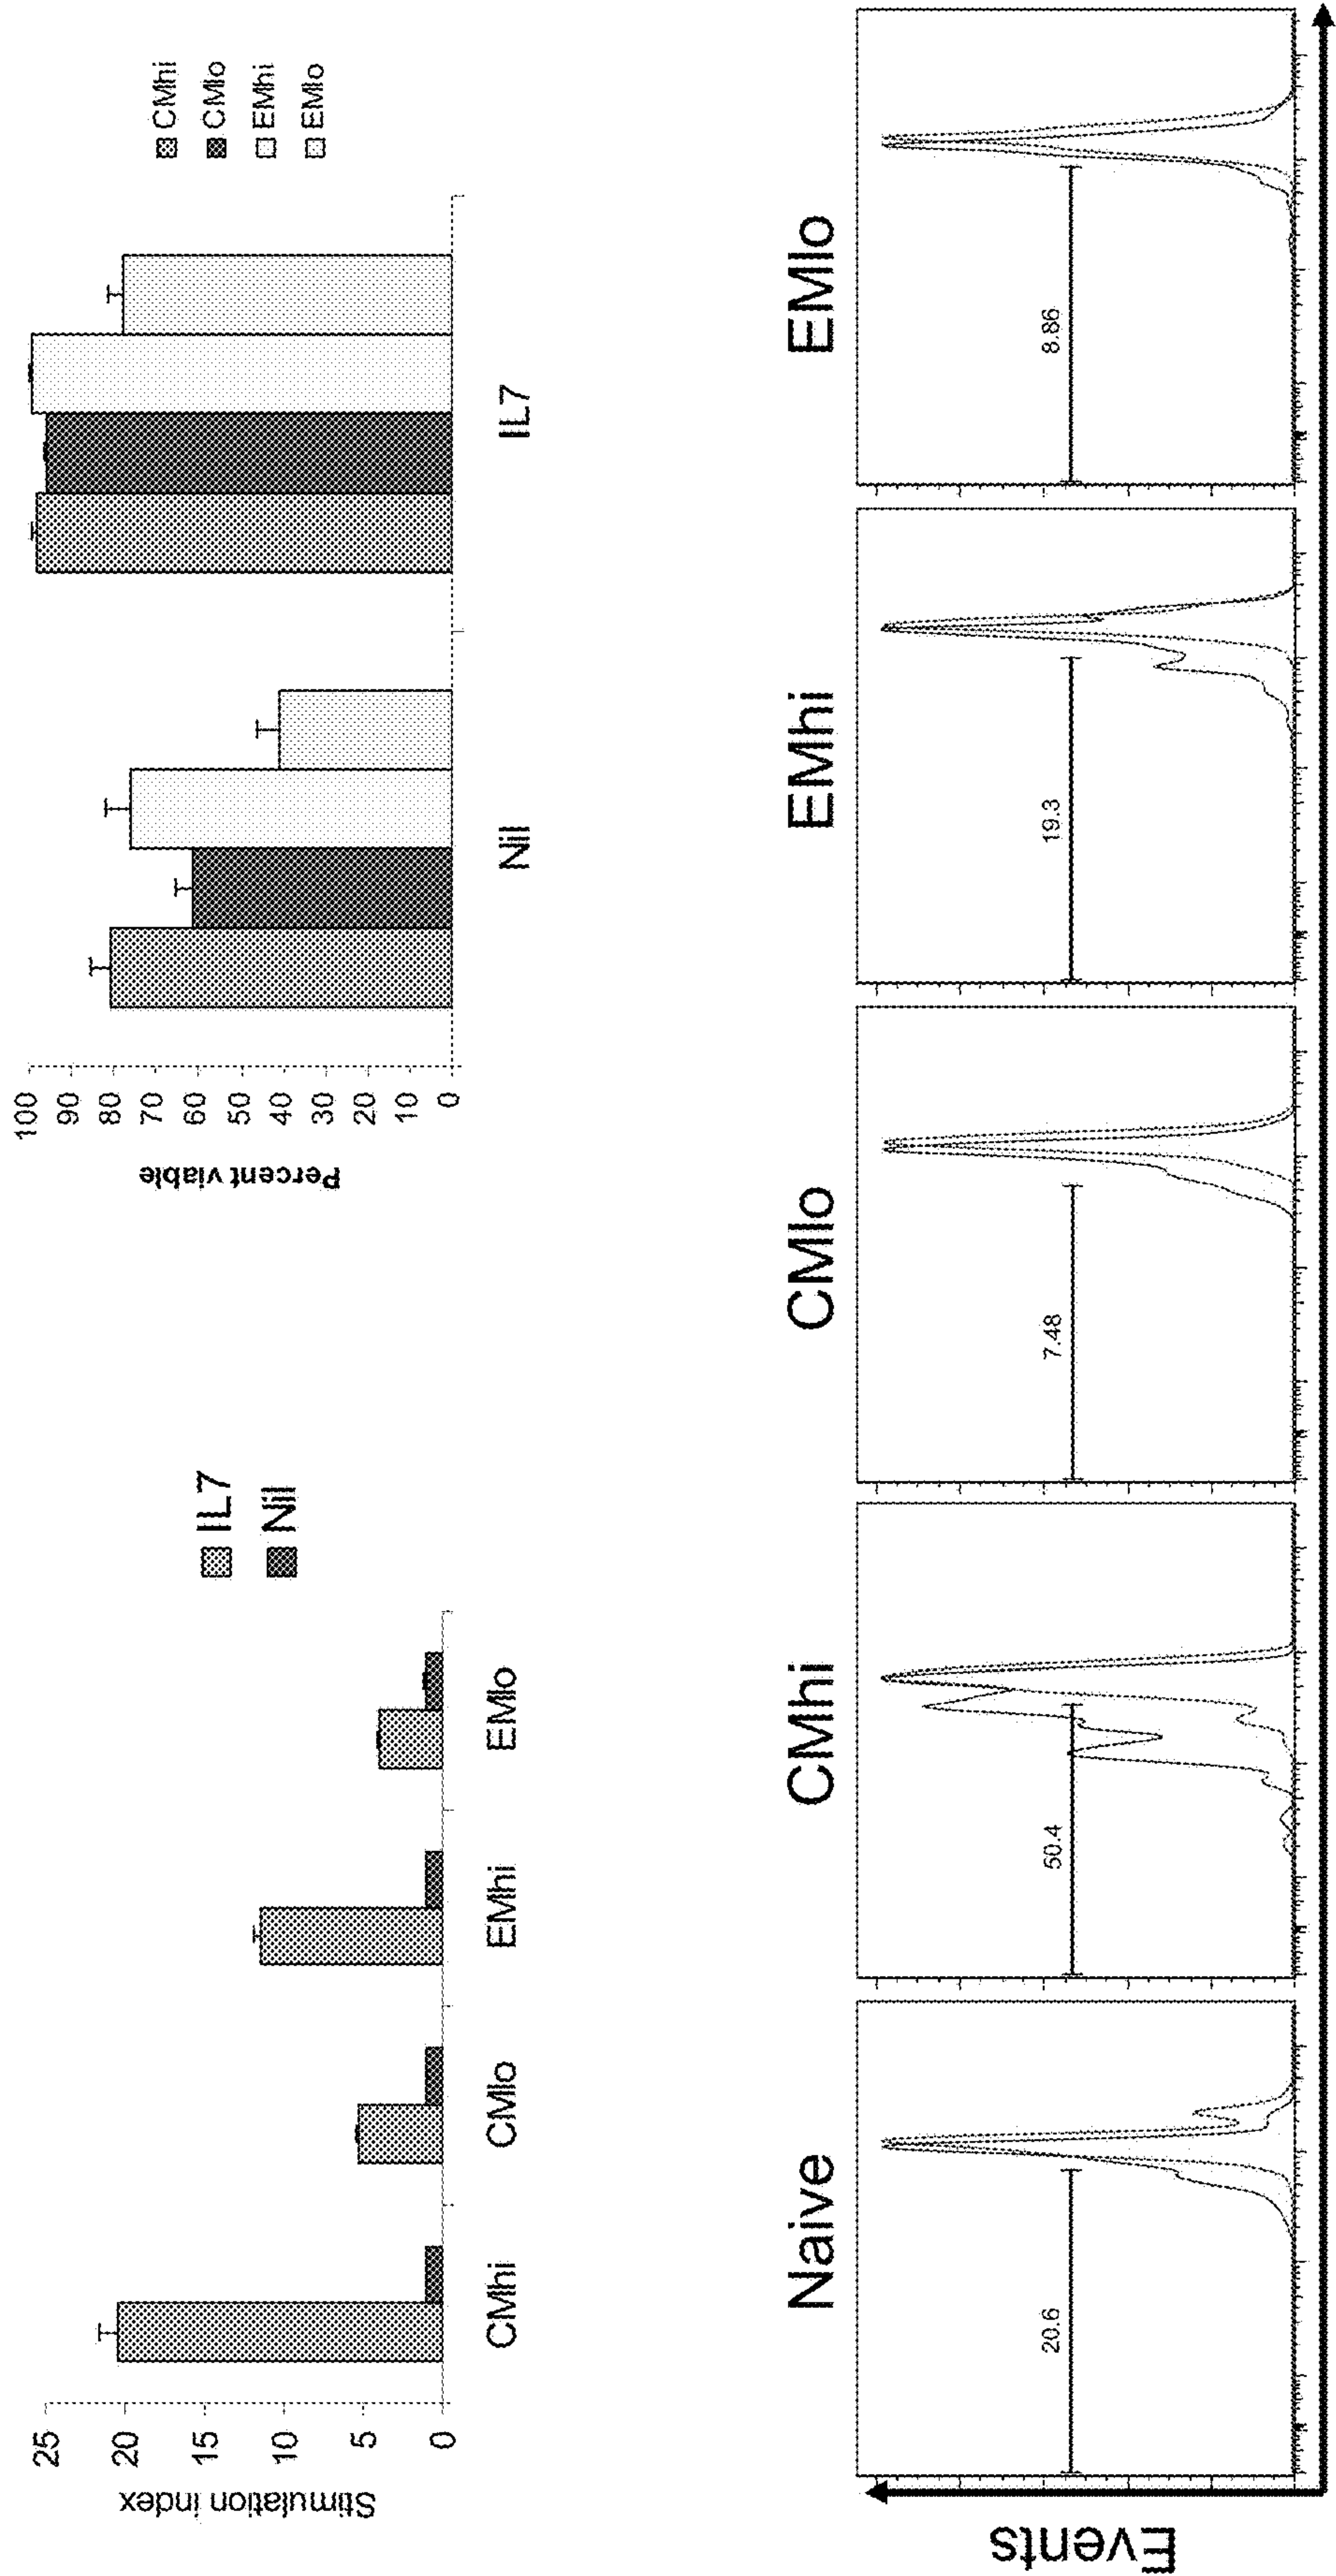 Stimulation index
25
20
15
10
5
0
CMhi
CMlo
EMhi
EMlo
IL7
Nil
Percent viable
100
90
80
70
60
50
40
30
20
10
0
Nil
IL7
CMhi
CMlo
EMhi
EMlo
Naive
CMhi
CMlo
EMhi
EMlo
20.6
50.4
7.48
19.3
8.86
Events